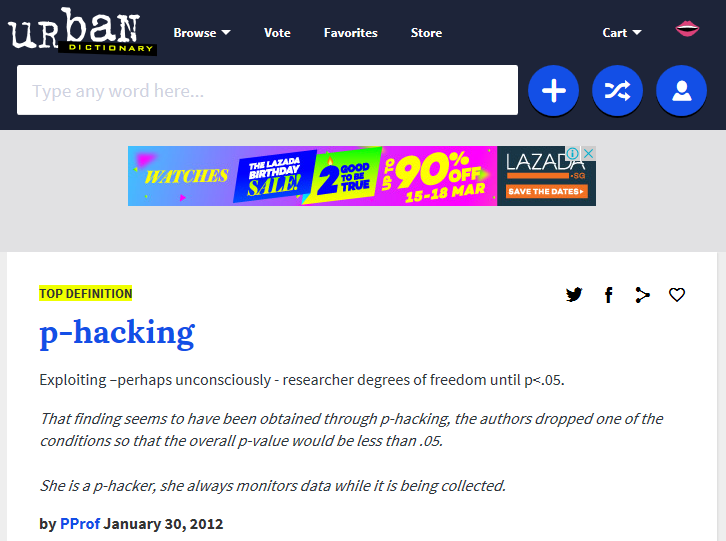 urban
DICTIONARY
Browse
Vote
Favorites
Store
Cart
Type any word here...
WATCHES
THE LAZADA
BIRTHDAY
SALE!
2 GOOD
TO BE
TRUE
UP TO
90%
OFF
15-18 MAR
LAZADA
-SG
SAVE THE DATES
TOP DEFINITION
p-hacking
Exploiting –perhaps unconsciously - researcher degrees of freedom until p<.05.
That finding seems to have been obtained through p-hacking, the authors dropped one of the
conditions so that the overall p-value would be less than .05.
She is a p-hacker, she always monitors data while it is being collected.
by PProf January 30, 2012